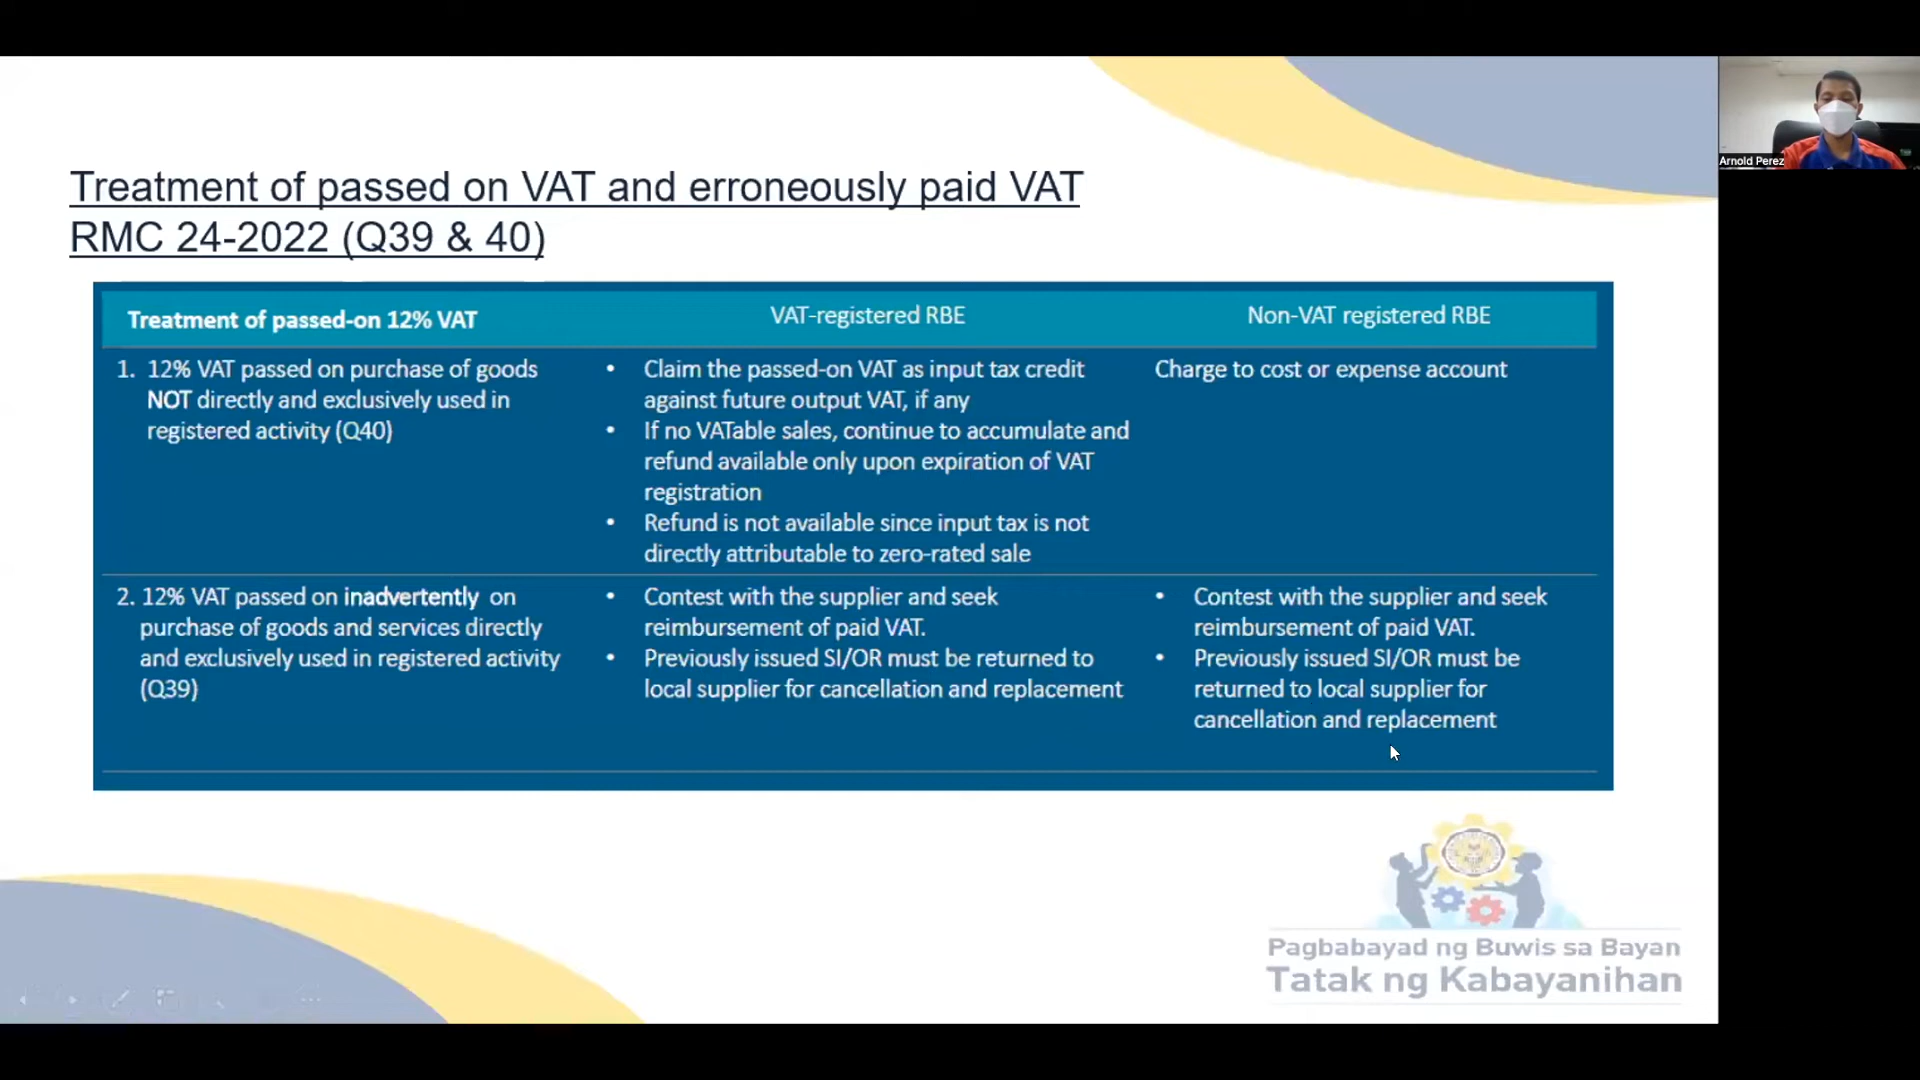 Treatment of passed on VAT and erroneously paid VAT
RMC 24-2022 (Q39 & 40)
Arnold Perez
Treatment of passed-on 12% VAT
VAT-registered RBE
Non-VAT registered RBE
1. 12% VAT passed on purchase of goods
NOT directly and exclusively used in
registered activity (Q40)
• Claim the passed-on VAT as input tax credit
against future output VAT, if any
• If no VATable sales, continue to accumulate and
refund available only upon expiration of VAT
registration
• Refund is not available since input tax is not
directly attributable to zero-rated sale
Charge to cost or expense account
2. 12% VAT passed on inadvertently on
purchase of goods and services directly
and exclusively used in registered activity
(Q39)
• Contest with the supplier and seek
reimbursement of paid VAT.
• Previously issued SI/OR must be returned to
local supplier for cancellation and replacement
• Contest with the supplier and seek
reimbursement of paid VAT.
• Previously issued SI/OR must be
returned to local supplier for
cancellation and replacement
Pagbabayad ng Buwis sa Bayan
Tatak ng Kabayanihan